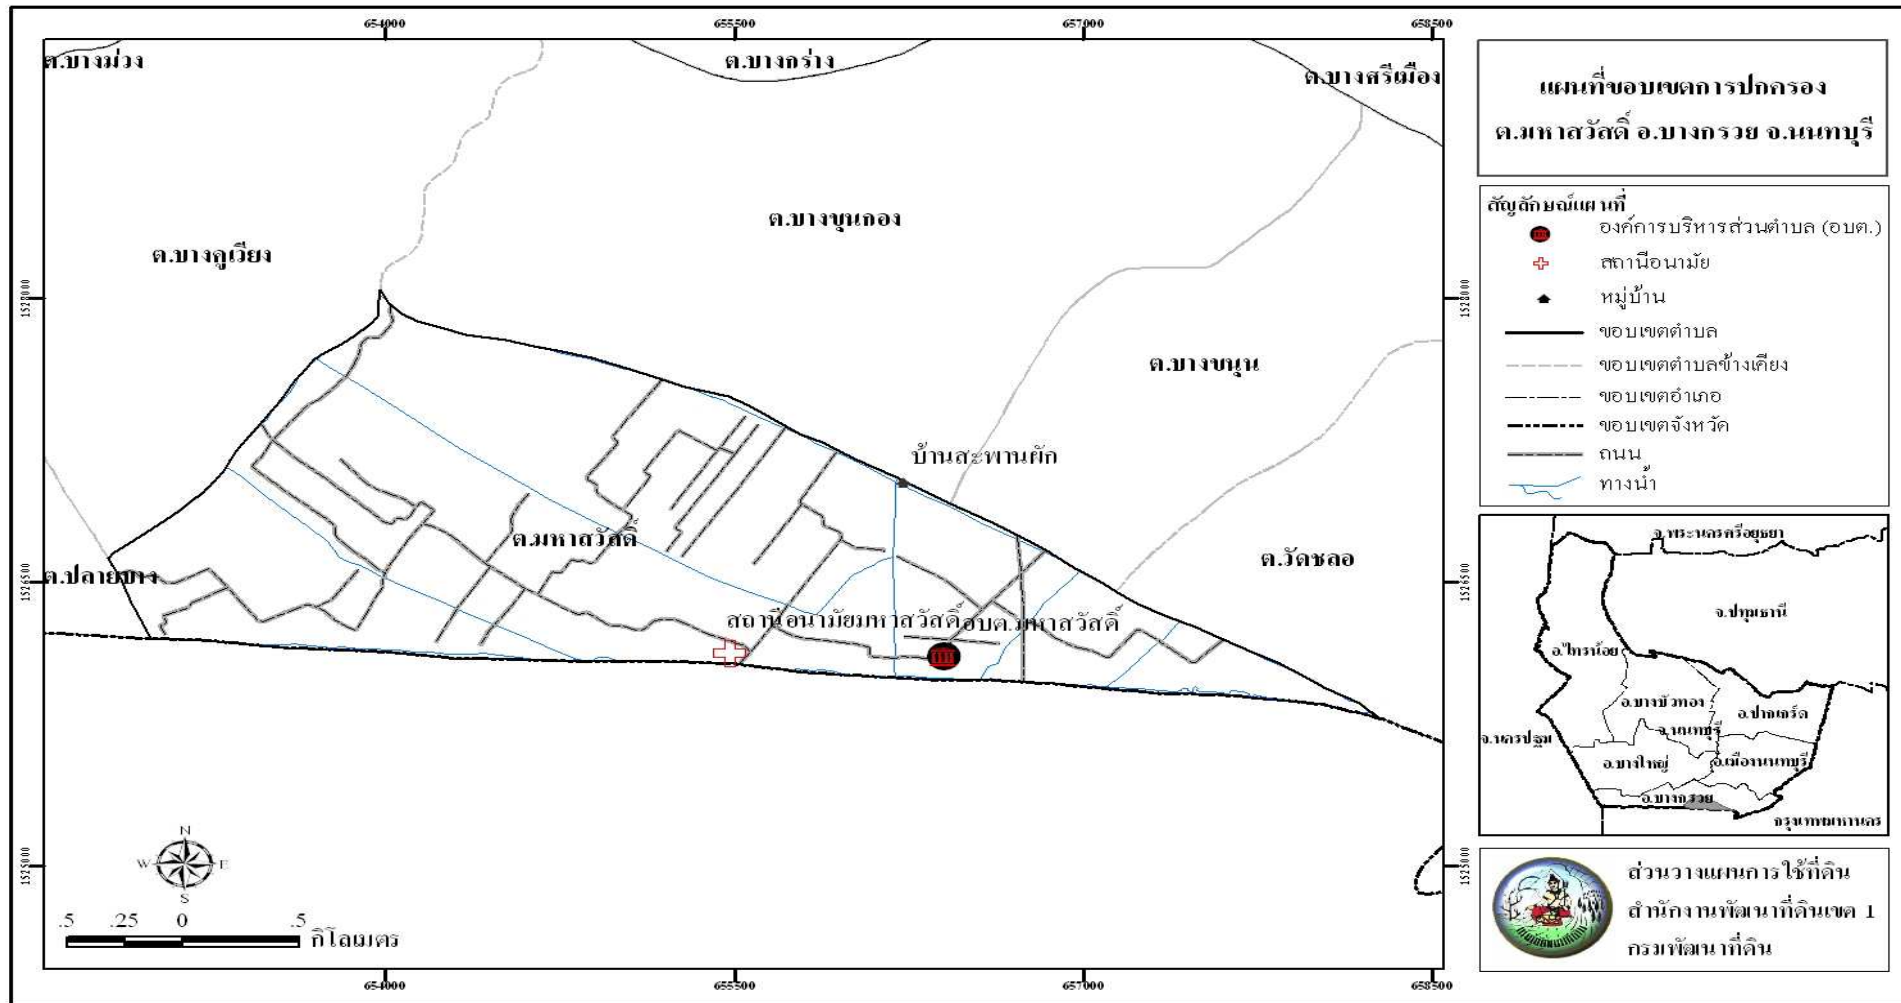 654000 655500 657000 658500
ต.บางม่วง
ต.บางกร่าง
ต.บางศรีเมือง
ต.บางขุนกอง
ต.บางคูเวียง
1528000 1528000
ต.บางขนุน
บ้านสะพานผัก
ต.มหาสวัสดิ์
ต.วัดชลอ
ต.ปลายบาง
1526500 1526500
สถานีอนามัยมหาสวัสดิ์
อบต.มหาสวัสดิ์
1525000 1525000
N
W E
S
.5 .25 0 .5 กิโลเมตร
654000 655500 657000 658500
แผนที่ขอบเขตการปกครอง
ต.มหาสวัสดิ์ อ.บางกรวย จ.นนทบุรี
สัญลักษณ์แผนที่
องค์การบริหารส่วนตำบล (อบต.)
สถานีอนามัย
หมู่บ้าน
ขอบเขตตำบล
ขอบเขตตำบลข้างเคียง
ขอบเขตอำเภอ
ขอบเขตจังหวัด
ถนน
ทางน้ำ
จ.พระนครศรีอยุธยา
จ.ปทุมธานี
อ.ไทรน้อย
อ.บางบัวทอง
อ.ปากเกร็ด
จ.นนทบุรี
จ.นครปฐม
อ.บางใหญ่
อ.เมืองนนทบุรี
อ.บางกรวย
กรุงเทพมหานคร
ส่วนวางแผนการใช้ที่ดิน
สำนักงานพัฒนาที่ดินเขต 1
กรมพัฒนาที่ดิน